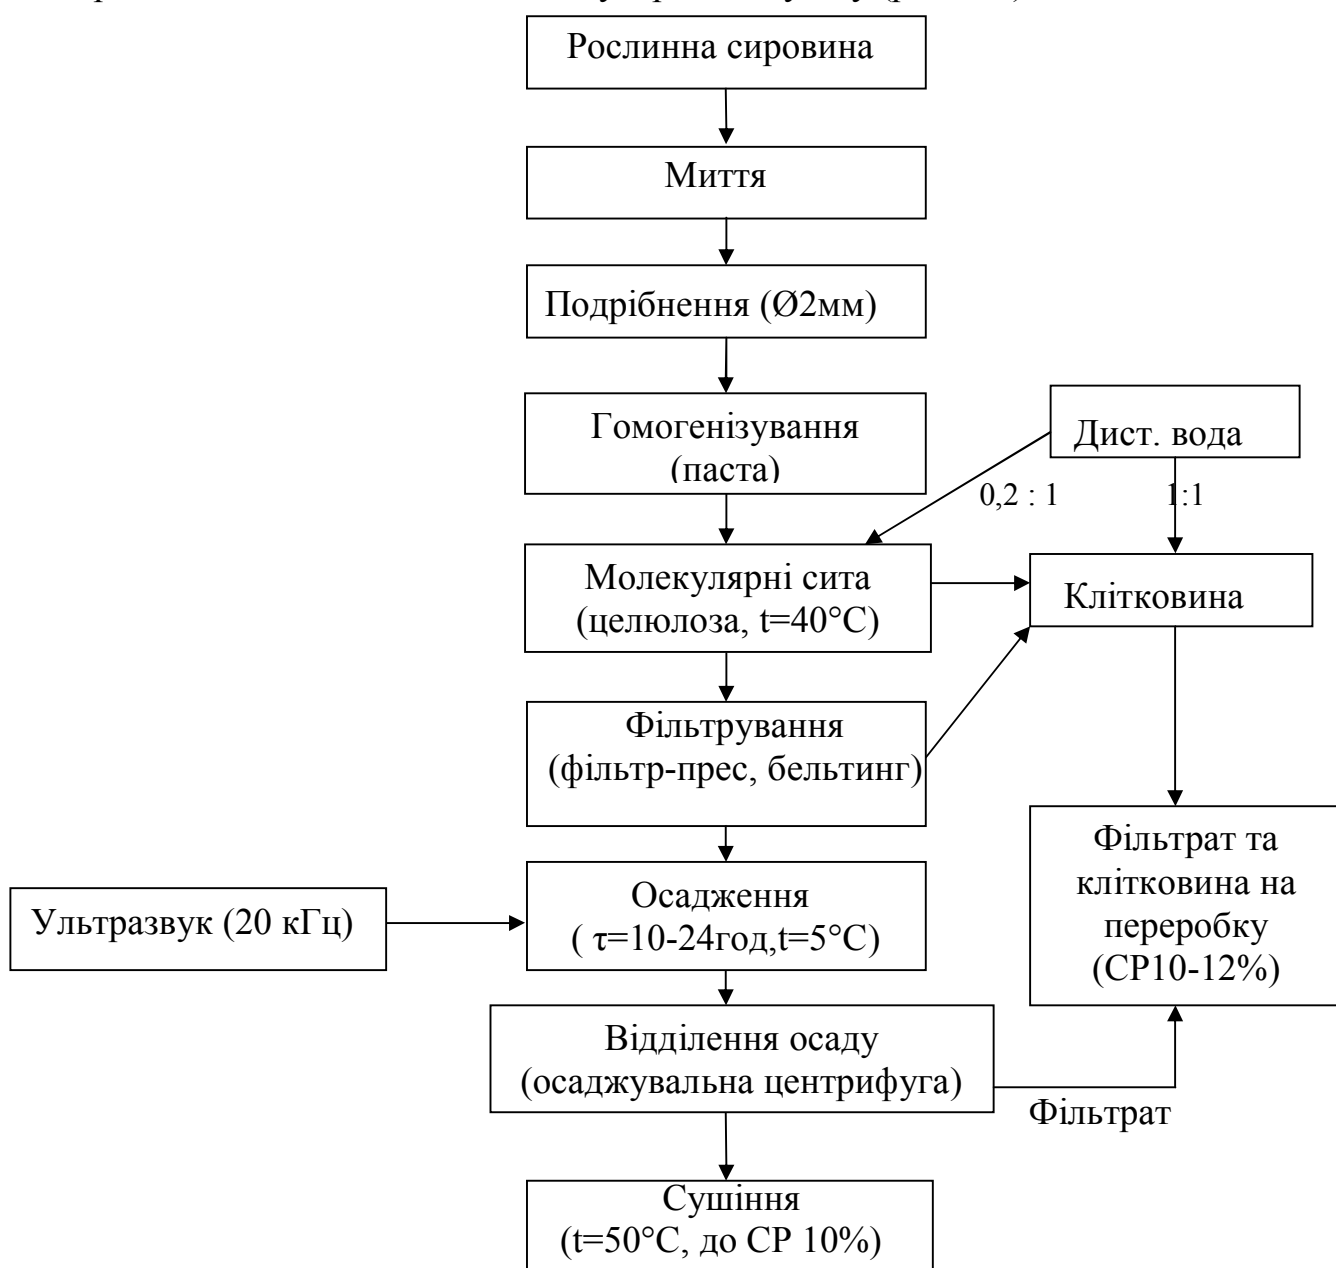 Рослинна сировина
Миття
Подрібнення (Ø2мм)
Гомогенізування
(паста)
Дист. вода
0,2 : 1
1:1
Молекулярні сита
(целюлоза, t=40°С)
Клітковина
Фільтрування
(фільтр-прес, бельтинг)
Фільтрат та
клітковина на
переробку
(СР10-12%)
Ультразвук (20 кГц)
Осадження
( τ=10-24год,t=5°С)
Відділення осаду
(осаджувальна центрифуга)
Фільтрат
Сушіння
(t=50°С, до СР 10%)